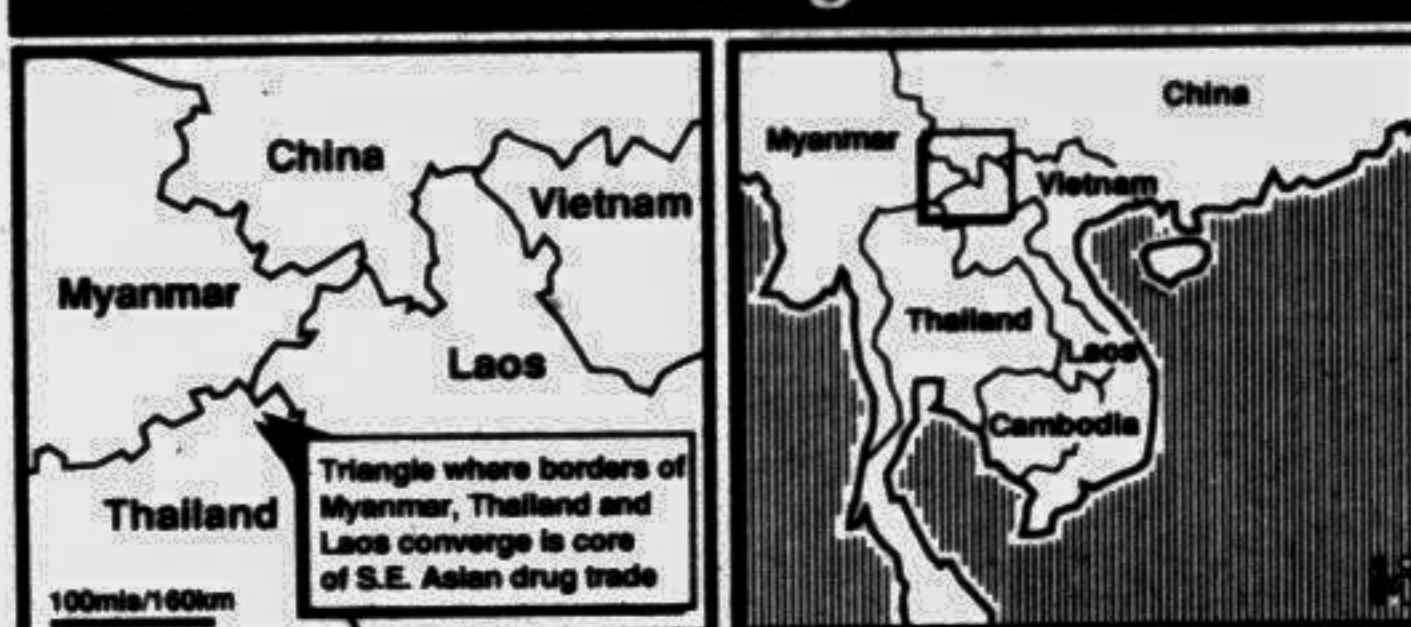 China
Vietnam
Myanmar
Laos
Thailand
Triangle where borders of
Myanmar, Thailand and
Laos converge is core
of S.E. Asian drug trade
100mls/160km
China
Myanmar
Vietnam
Thailand
Laos
Cambodia